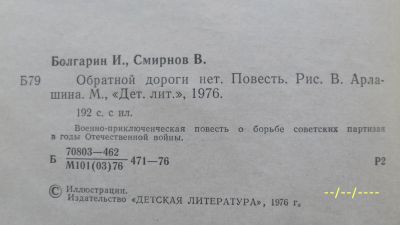 Болгарин И., Смирнов В.
Б79 Обратной дороги нет. Повесть. Рис. В. Арла-
шина. М., «Дет. лит.», 1976.
192 с. с ил.
Военно-приключенческая повесть о борьбе советских партизан
в годы Отечественной войны.
Б 70803—462 471—76 Р2
М101(03)76
© Иллюстрации.
Издательство «ДЕТСКАЯ ЛИТЕРАТУРА», 1976 г.
--/--/----